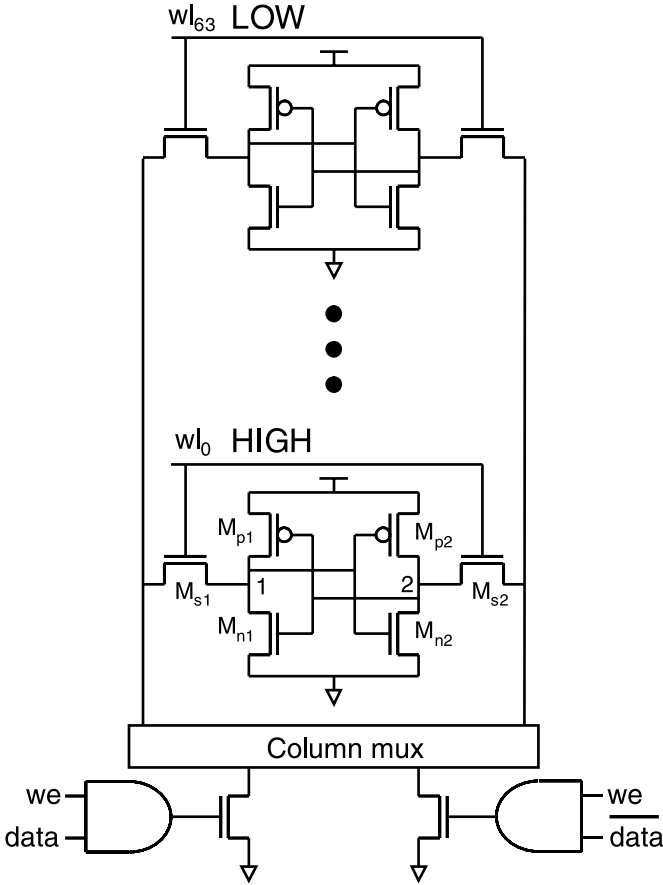 wl63 LOW
wl0 HIGH
Mp1
Mp2
Ms1
1
2
Ms2
Mn1
Mn2
Column mux
we
we
data
data